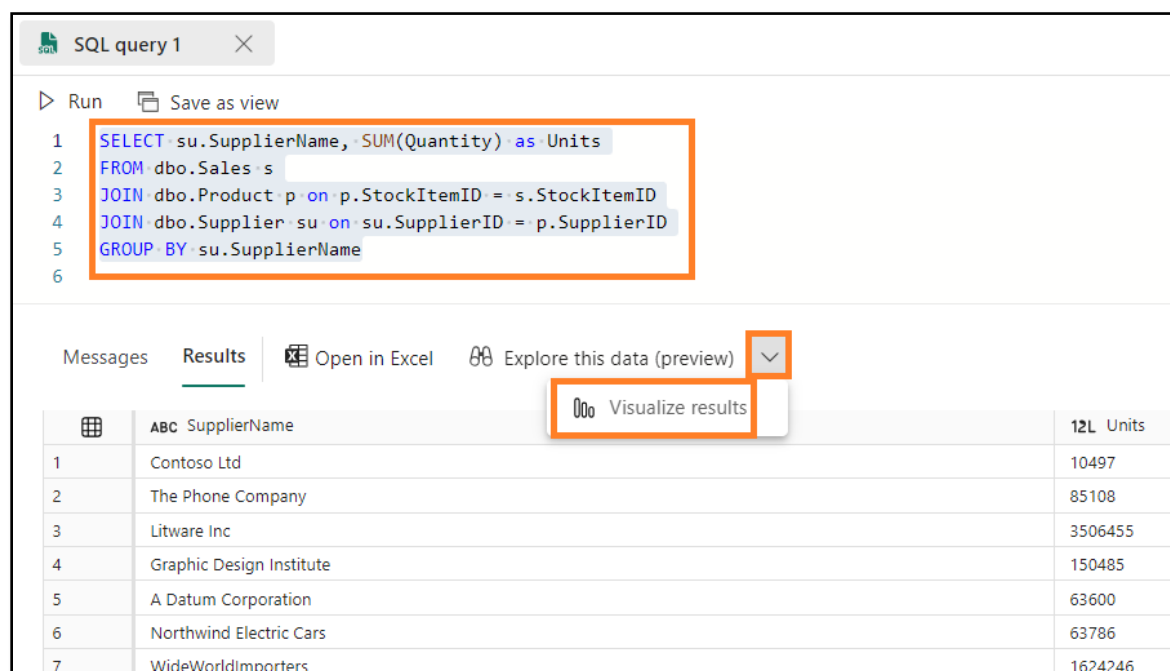 SQL query 1
Run Save as view
1 SELECT su.SupplierName, SUM(Quantity) as Units
2 FROM dbo.Sales s
3 JOIN dbo.Product p on p.StockItemID = s.StockItemID
4 JOIN dbo.Supplier su on su.SupplierID = p.SupplierID
5 GROUP BY su.SupplierName
6
Messages Results Open in Excel Explore this data (preview)
Visualize results
ABC SupplierName 12L Units
1 Contoso Ltd 10497
2 The Phone Company 85108
3 Litware Inc 3506455
4 Graphic Design Institute 150485
5 A Datum Corporation 63600
6 Northwind Electric Cars 63786
7 WideWorldImporters 1624246